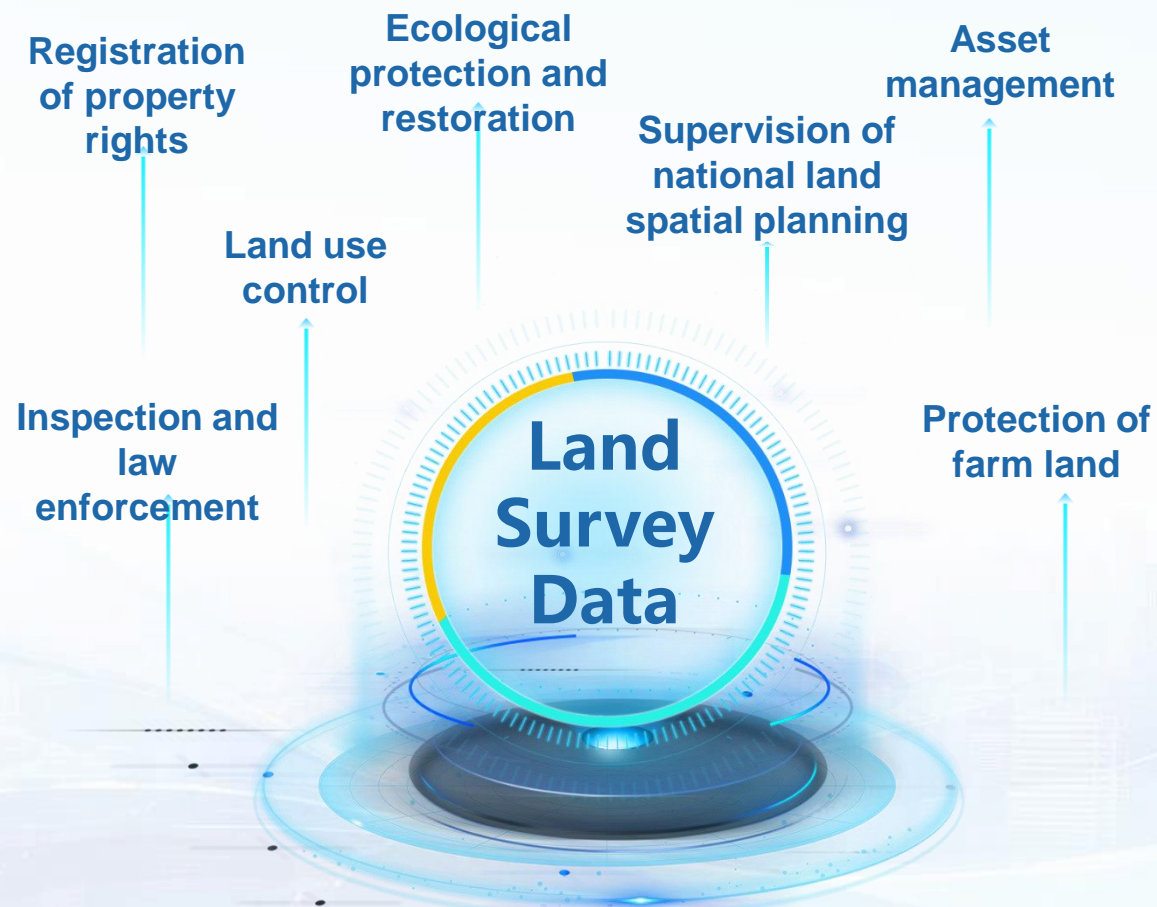 Registration
of property
rights
Ecological
protection and
restoration
Asset
management
Supervision of
national land
spatial planning
Land use
control
Inspection and
law
enforcement
Land
Survey
Data
Protection of
farm land